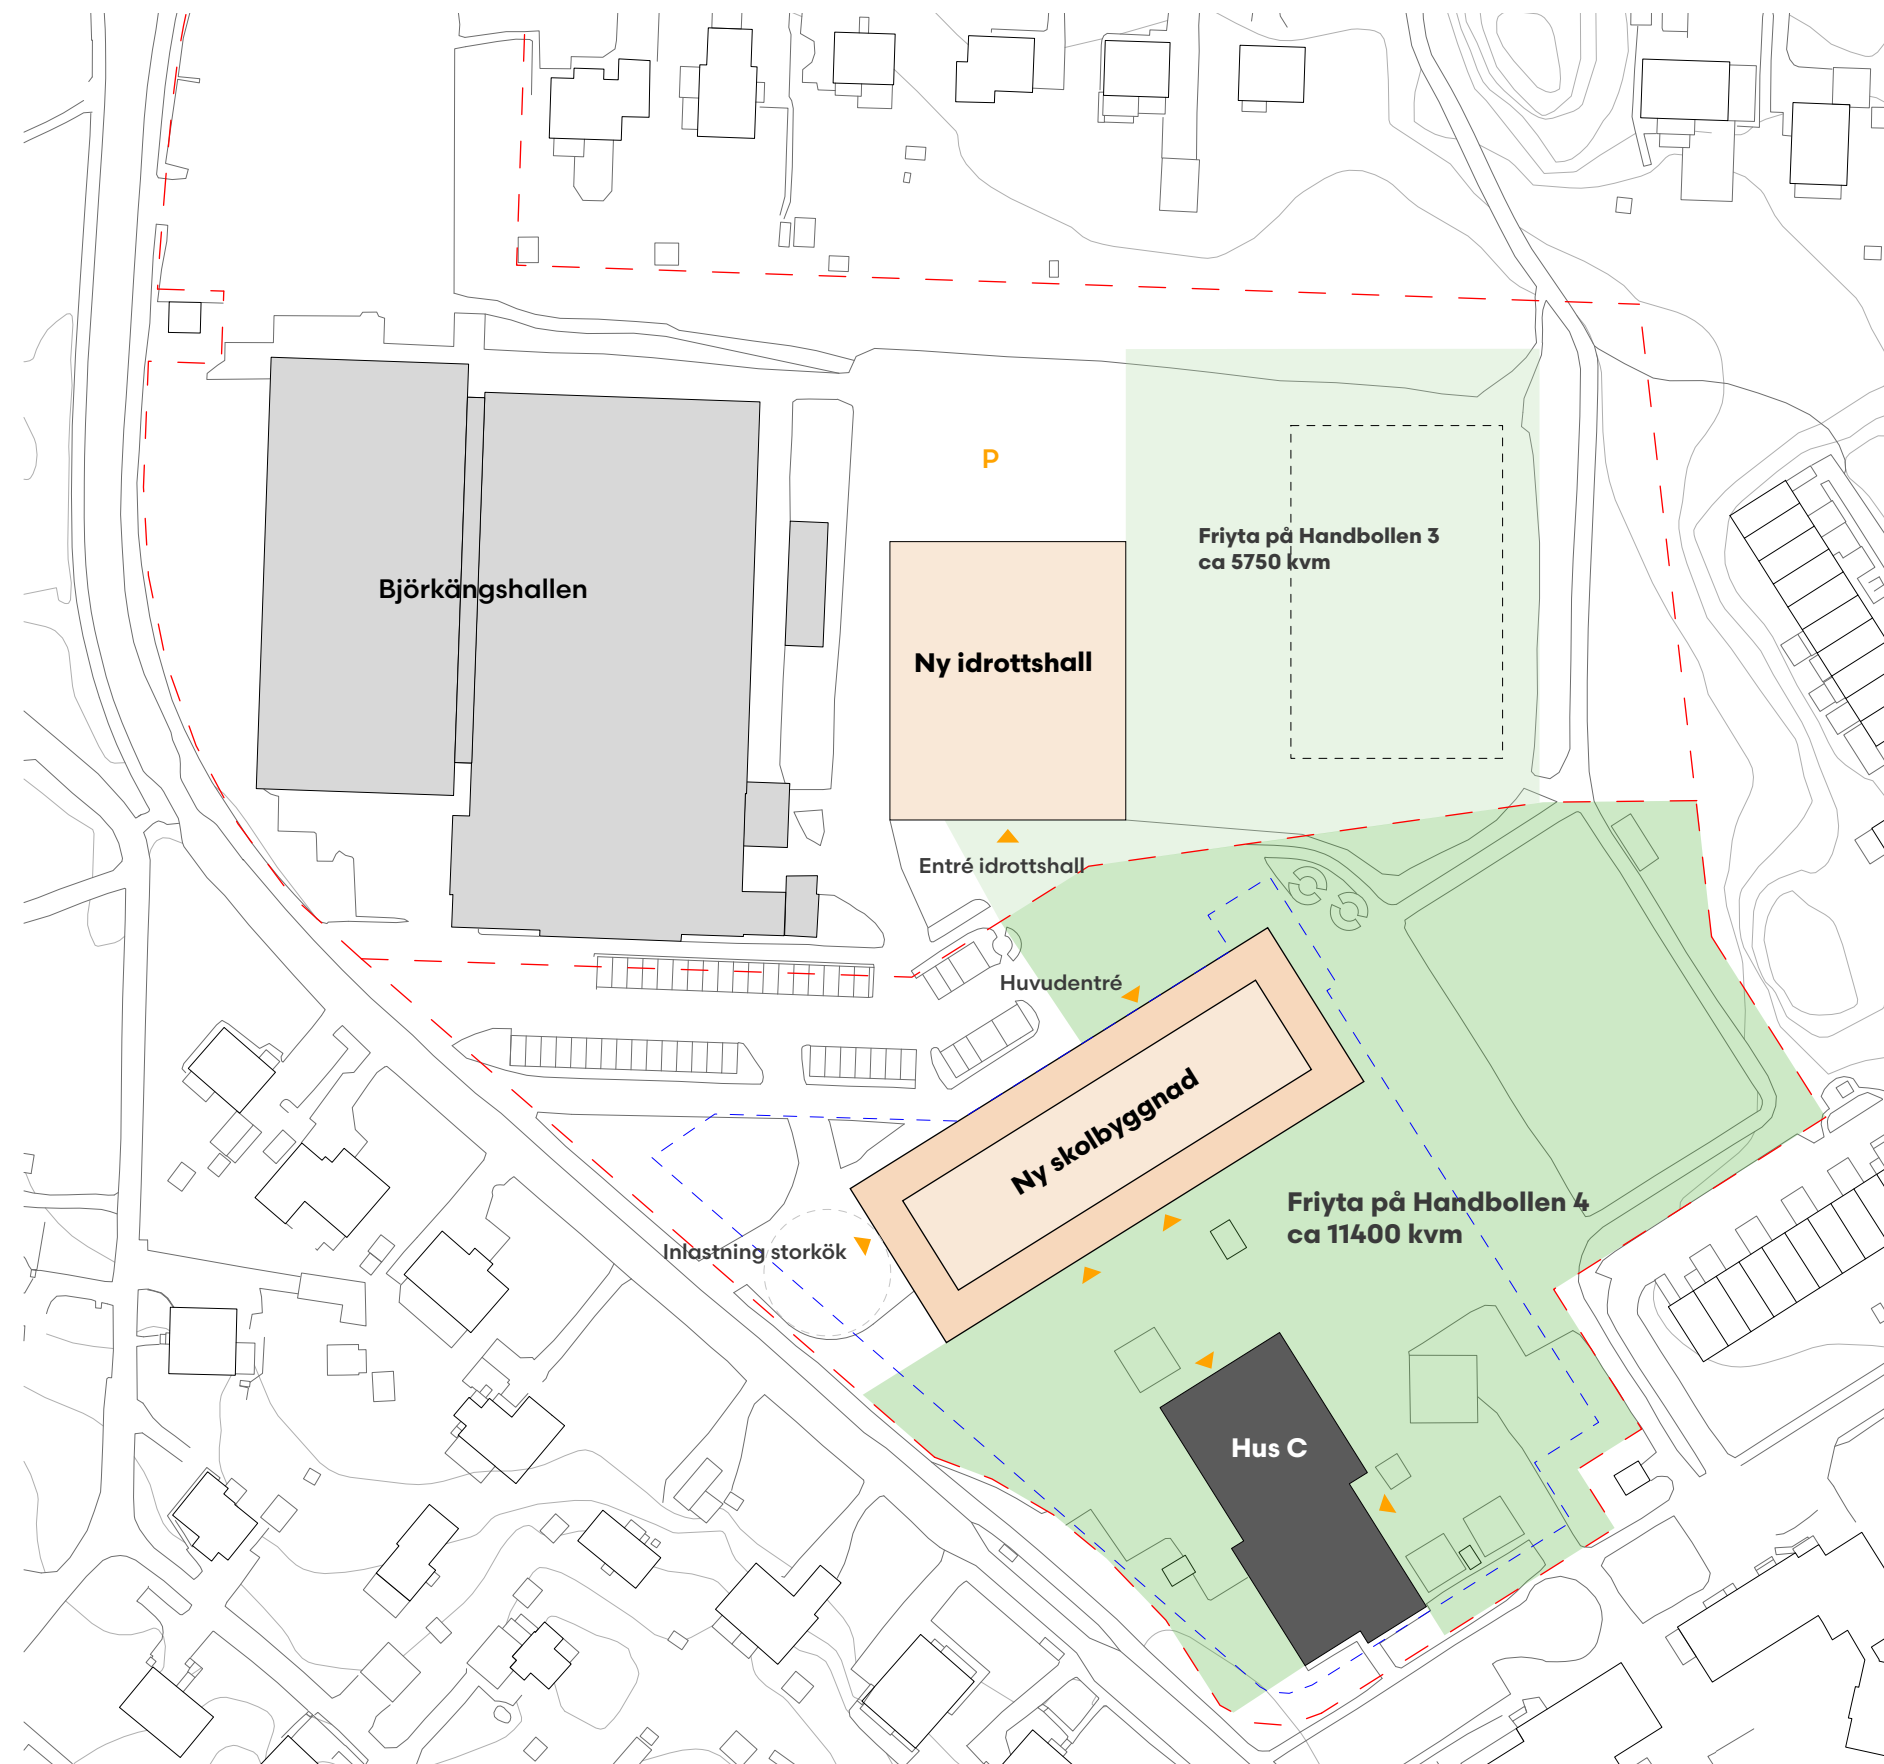 P
Friyta på Handbollen 3
ca 5750 kvm
Björkängshallen
Ny idrottshall
Entré idrottshall
Huvudentré
Ny skolbyggnad
Friyta på Handbollen 4
ca 11400 kvm
Inlastning storkök
Hus C